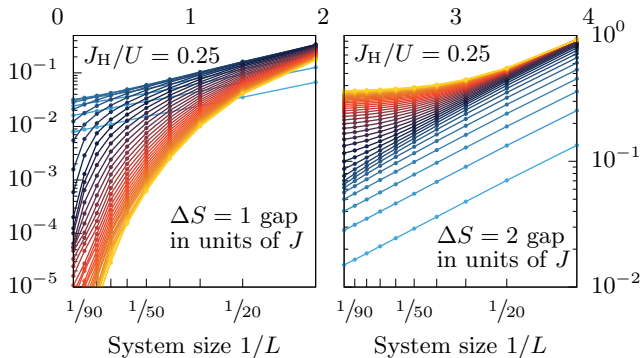 0 1 2 3 4
J_H/U = 0.25 J_H/U = 0.25
10^0
10^{-1}
10^{-2}
10^{-1}
10^{-3}
10^{-4}
ΔS = 1 gap
in units of J
ΔS = 2 gap
in units of J
10^{-5} 10^{-2}
1/90 1/50 1/20 1/90 1/50 1/20
System size 1/L System size 1/L